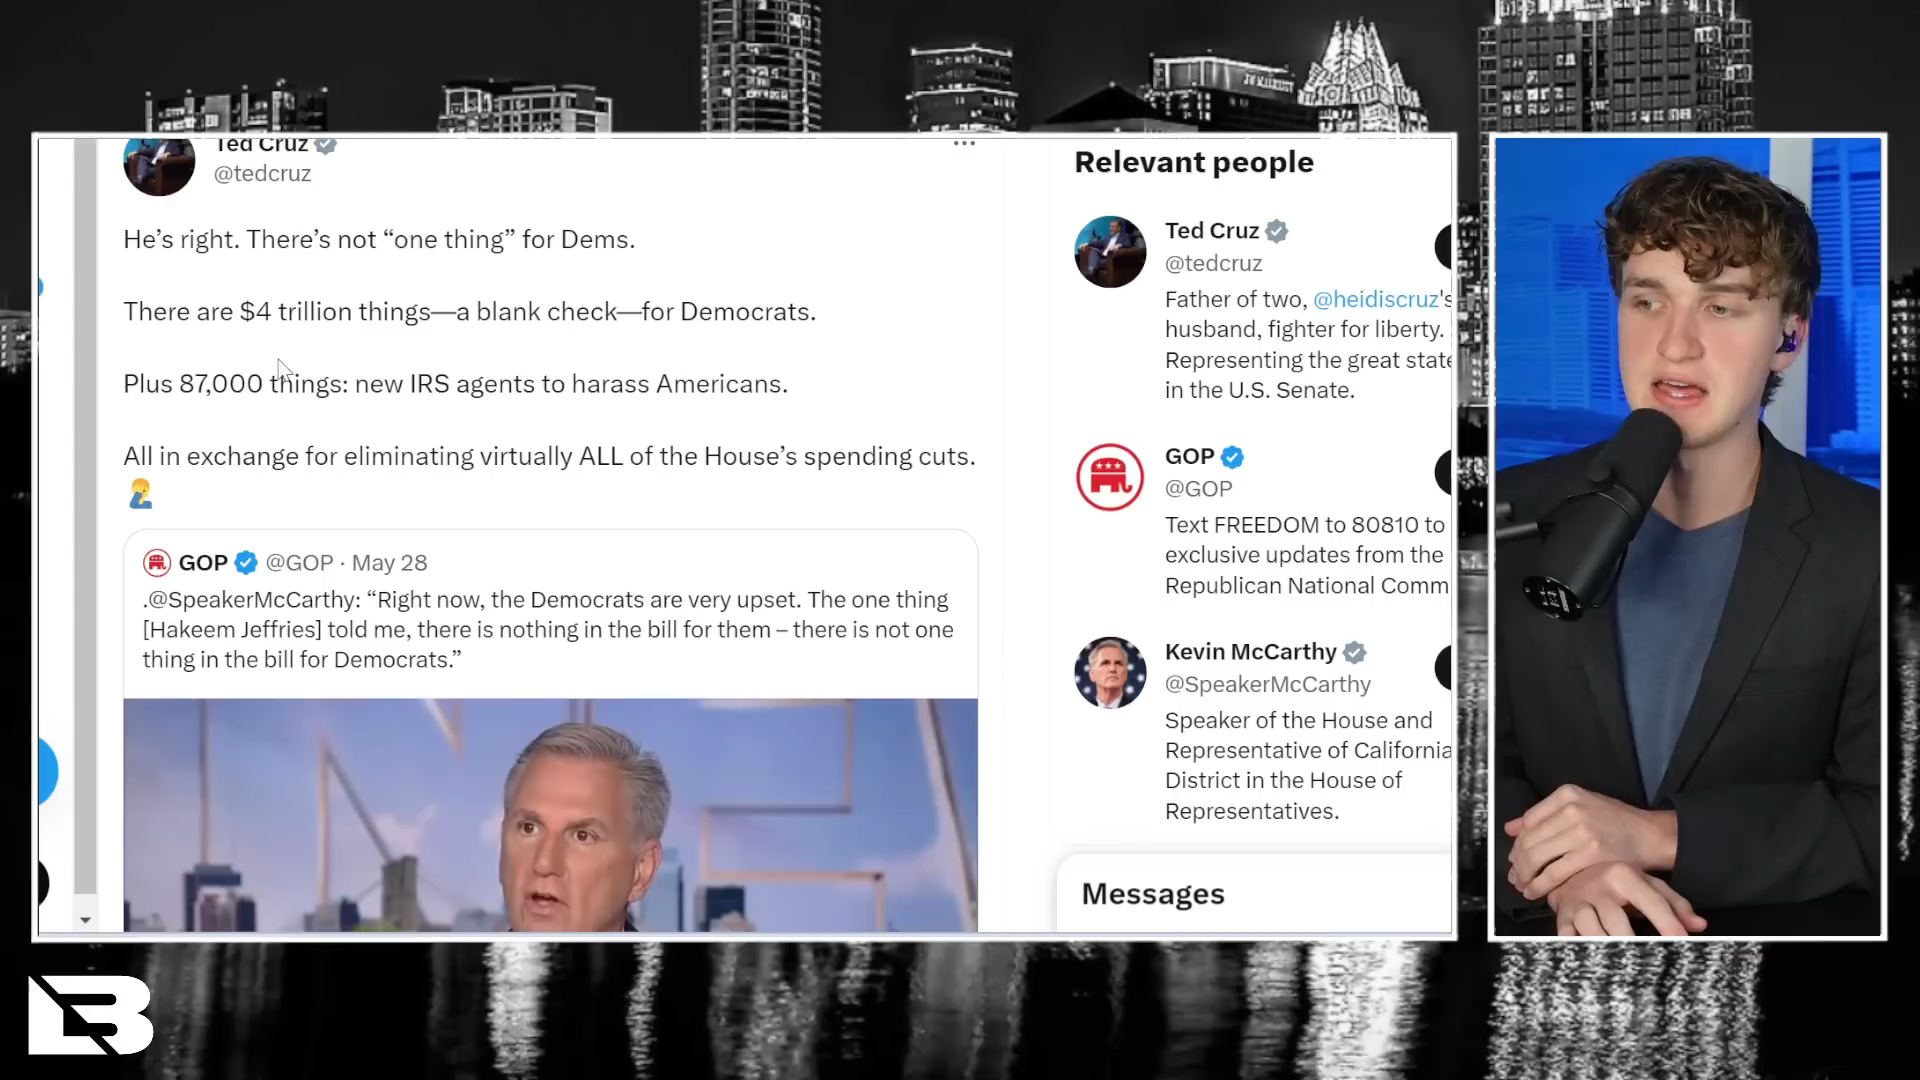 Ted Cruz
@tedcruz
He’s right. There’s not “one thing” for Dems.
There are $4 trillion things—a blank check—for Democrats.
Plus 87,000 things: new IRS agents to harass Americans.
All in exchange for eliminating virtually ALL of the House’s spending cuts.
🤦‍♂️
GOP @GOP · May 28
.@SpeakerMcCarthy: “Right now, the Democrats are very upset. The one thing
[Hakeem Jeffries] told me, there is nothing in the bill for them – there is not one
thing in the bill for Democrats.”
Relevant people
Ted Cruz
@tedcruz
Father of two, @heidiscruz's
husband, fighter for liberty.
Representing the great state
in the U.S. Senate.
GOP
@GOP
Text FREEDOM to 80810 to
exclusive updates from the
Republican National Comm
Kevin McCarthy
@SpeakerMcCarthy
Speaker of the House and
Representative of California
District in the House of
Representatives.
Messages